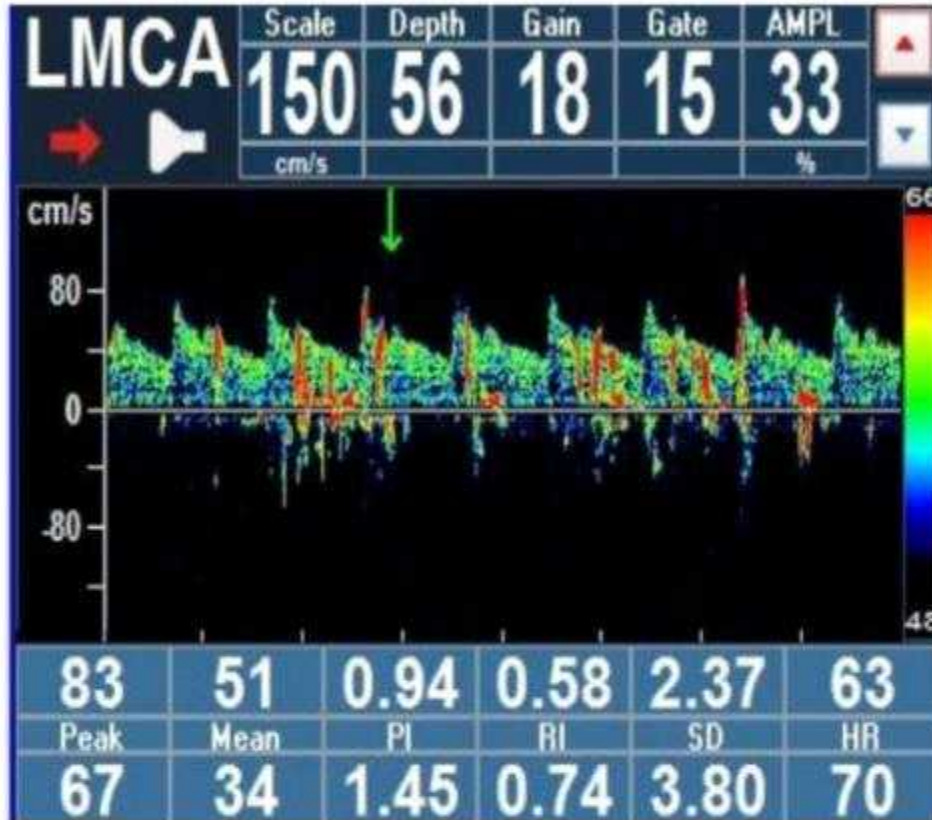 LMCA
Scale Depth Gain Gate AMPL
150 56 18 15 33
cm/s %
66
cm/s
80
0
-80
48
83 51 0.94 0.58 2.37 63
Peak Mean PI RI SD HR
67 34 1.45 0.74 3.80 70